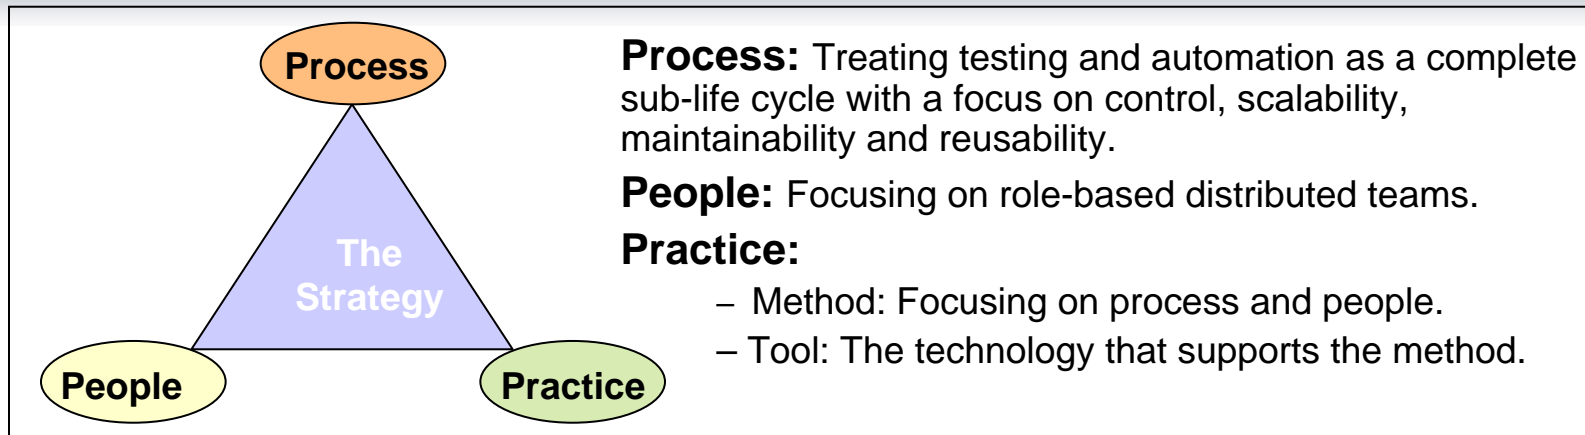 Process
The
Strategy
People
Practice
Process: Treating testing and automation as a complete
sub-life cycle with a focus on control, scalability,
maintainability and reusability.
People: Focusing on role-based distributed teams.
Practice:
– Method: Focusing on process and people.
– Tool: The technology that supports the method.